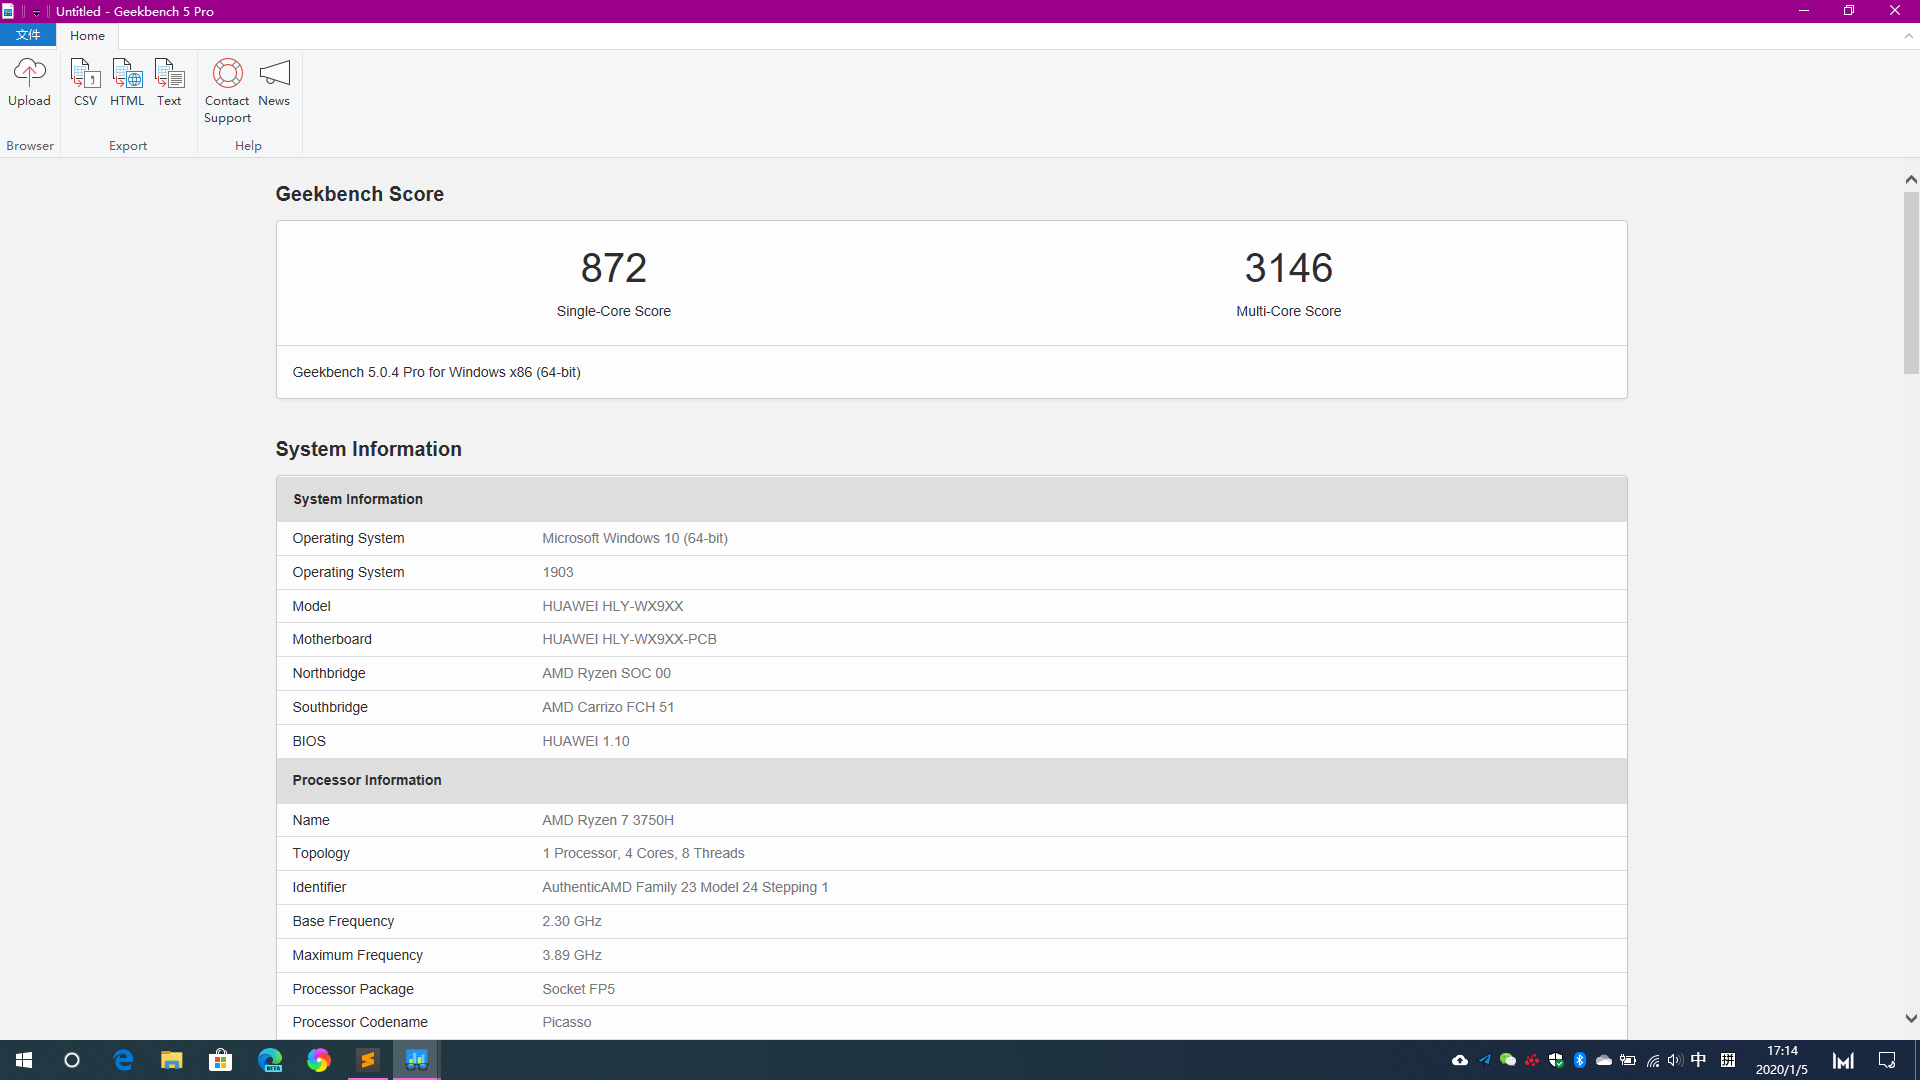 Untitled - Geekbench 5 Pro
文件 Home
Upload CSV HTML Text Contact Support News
Browser Export Help
Geekbench Score
872 3146
Single-Core Score Multi-Core Score
Geekbench 5.0.4 Pro for Windows x86 (64-bit)
System Information
System Information
Operating System Microsoft Windows 10 (64-bit)
Operating System 1903
Model HUAWEI HLY-WX9XX
Motherboard HUAWEI HLY-WX9XX-PCB
Northbridge AMD Ryzen SOC 00
Southbridge AMD Carrizo FCH 51
BIOS HUAWEI 1.10
Processor Information
Name AMD Ryzen 7 3750H
Topology 1 Processor, 4 Cores, 8 Threads
Identifier AuthenticAMD Family 23 Model 24 Stepping 1
Base Frequency 2.30 GHz
Maximum Frequency 3.89 GHz
Processor Package Socket FP5
Processor Codename Picasso
BETA
中 拼 17:14
2020/1/5